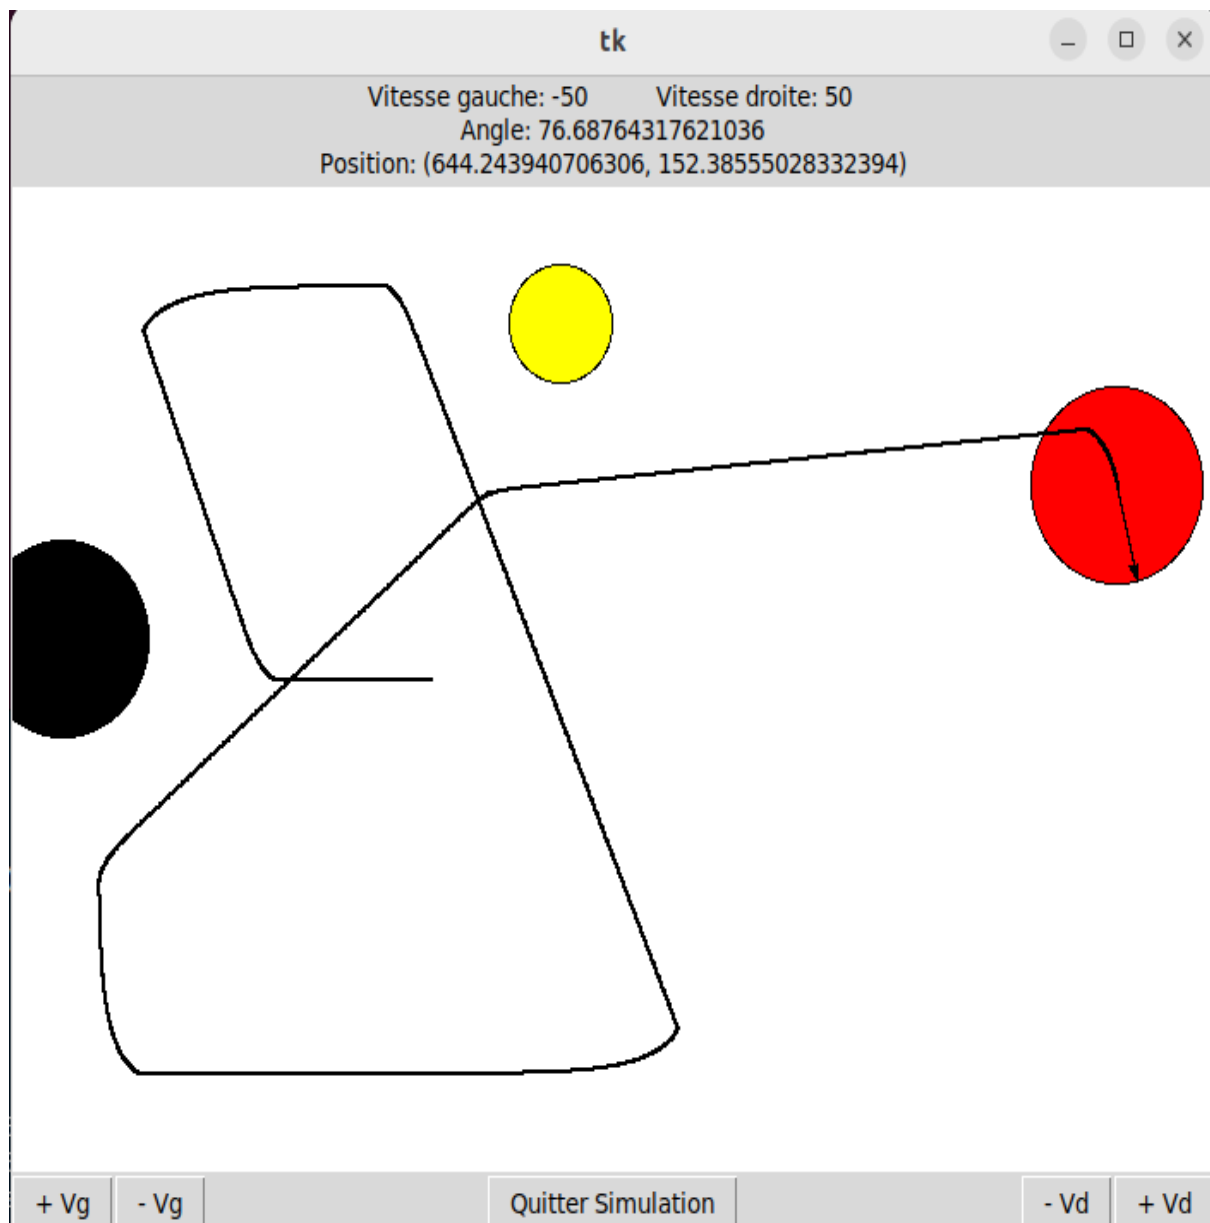 tk
Vitesse gauche: -50 Vitesse droite: 50
Angle: 76.68764317621036
Position: (644.243940706306, 152.38555028332394)
+ Vg - Vg Quitter Simulation - Vd + Vd